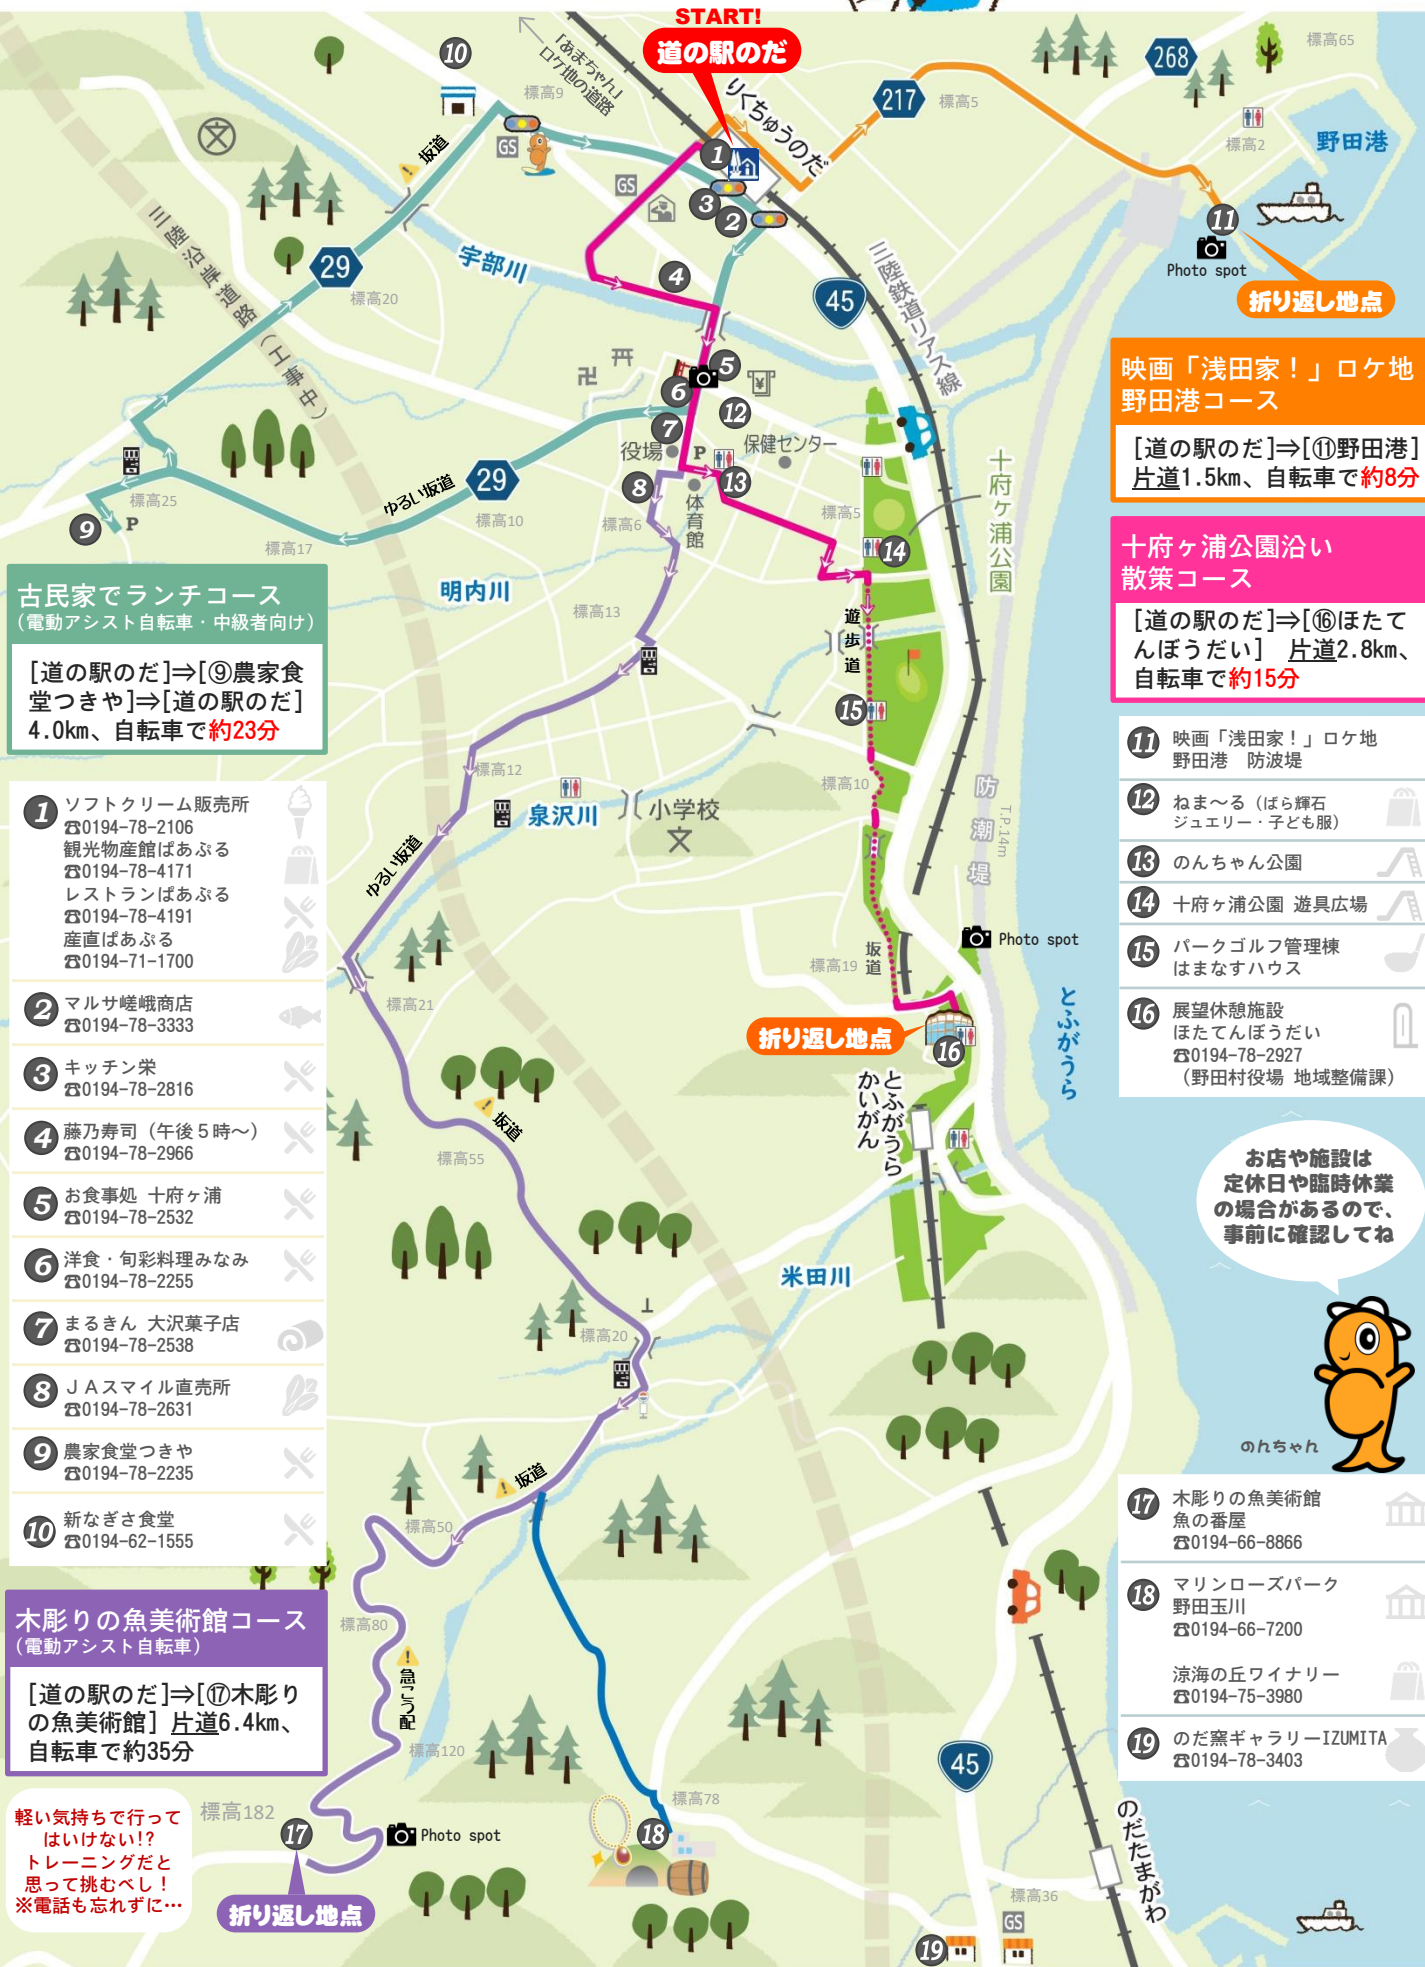 START!
道の駅のだ
「あまちゃん」
ロケ地の道路
りくちゅうのだ
標高9
標高5
標高65
標高2
217
268
野田港
坂道
GS
GS
三陸沿岸道路(工事中)
宇部川
29
標高20
45
三陸鉄道リアス線
Photo spot
折り返し地点
役場
P
保健センター
体育館
29
ゆるい坂道
標高10
標高6
標高5
標高25
P
標高17
明内川
標高13
十府ヶ浦公園
遊歩道
標高12
標高10
泉沢川
小学校
文
防潮堤
T.P.14m
ゆるい坂道
標高21
標高19
坂道
Photo spot
折り返し地点
とふがうら
とふがうら
かいがん
坂道
標高55
米田川
標高20
坂道
標高50
標高80
急こう配
標高120
標高182
Photo spot
折り返し地点
標高78
45
標高36
GS
のだたまがわ
映画「浅田家！」ロケ地
野田港コース
[道の駅のだ]⇒[⑪野田港]
片道1.5km、自転車で約8分
十府ヶ浦公園沿い
散策コース
[道の駅のだ]⇒[⑯ほたて
んぼうだい] 片道2.8km、
自転車で約15分
古民家でランチコース
(電動アシスト自転車・中級者向け)
[道の駅のだ]⇒[⑨農家食
堂つきや]⇒[道の駅のだ]
4.0km、自転車で約23分
1 ソフトクリーム販売所
☎0194-78-2106
観光物産館ぱあぷる
☎0194-78-4171
レストランぱあぷる
☎0194-78-4191
産直ぱあぷる
☎0194-71-1700
2 マルサ嵯峨商店
☎0194-78-3333
3 キッチン栄
☎0194-78-2816
4 藤乃寿司（午後５時〜）
☎0194-78-2966
5 お食事処 十府ヶ浦
☎0194-78-2532
6 洋食・旬彩料理みなみ
☎0194-78-2255
7 まるきん 大沢菓子店
☎0194-78-2538
8 ＪＡスマイル直売所
☎0194-78-2631
9 農家食堂つきや
☎0194-78-2235
10 新なぎさ食堂
☎0194-62-1555
木彫りの魚美術館コース
(電動アシスト自転車)
[道の駅のだ]⇒[⑰木彫り
の魚美術館] 片道6.4km、
自転車で約35分
軽い気持ちで行って
はいけない!?
トレーニングだと
思って挑むべし！
※電話も忘れずに…
11 映画「浅田家！」ロケ地
野田港 防波堤
12 ねま〜る（ばら輝石
ジュエリー・子ども服）
13 のんちゃん公園
14 十府ヶ浦公園 遊具広場
15 パークゴルフ管理棟
はまなすハウス
16 展望休憩施設
ほたてんぼうだい
☎0194-78-2927
（野田村役場 地域整備課）
お店や施設は
定休日や臨時休業
の場合があるので、
事前に確認してね
のんちゃん
17 木彫りの魚美術館
魚の番屋
☎0194-66-8866
18 マリンローズパーク
野田玉川
☎0194-66-7200
涼海の丘ワイナリー
☎0194-75-3980
19 のだ窯ギャラリーIZUMITA
☎0194-78-3403